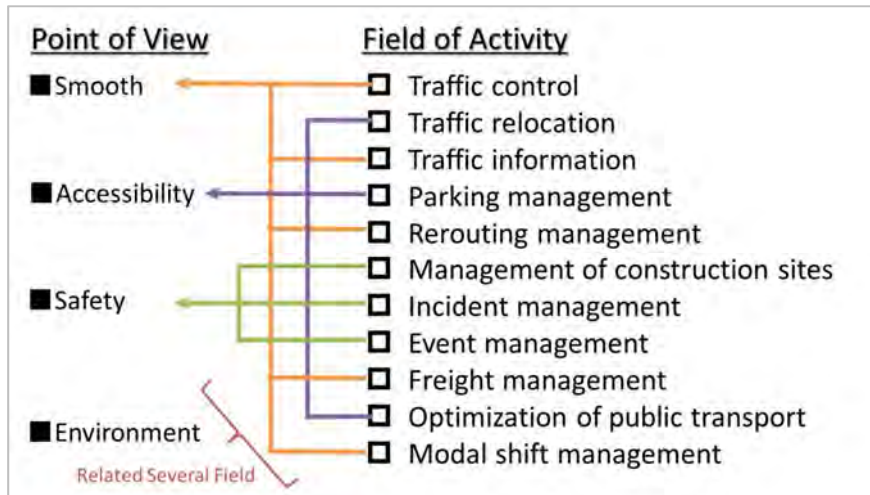 Point of View
Field of Activity
Smooth
Traffic control
Traffic relocation
Traffic information
Accessibility
Parking management
Rerouting management
Management of construction sites
Safety
Incident management
Event management
Freight management
Environment
Optimization of public transport
Modal shift management
Related Several Field